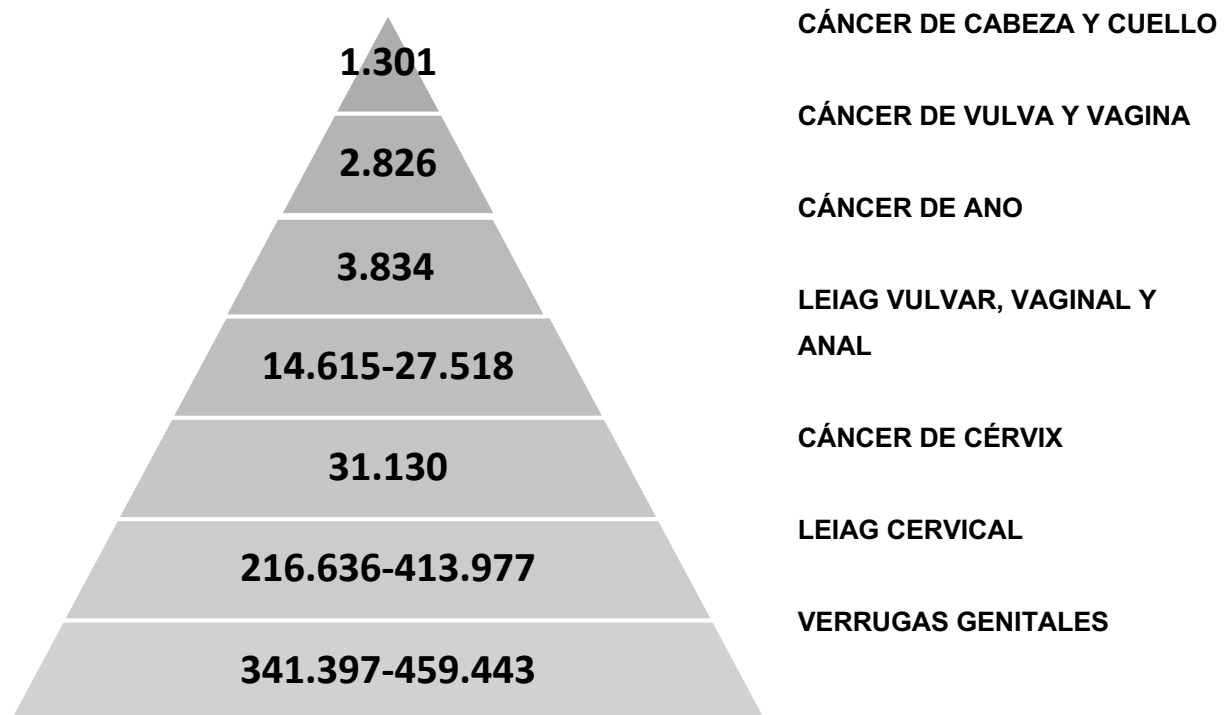 CÁNCER DE CABEZA Y CUELLO
1.301
CÁNCER DE VULVA Y VAGINA
2.826
CÁNCER DE ANO
3.834
LEIAG VULVAR, VAGINAL Y
ANAL
14.615-27.518
CÁNCER DE CÉRVIX
31.130
LEIAG CERVICAL
216.636-413.977
VERRUGAS GENITALES
341.397-459.443